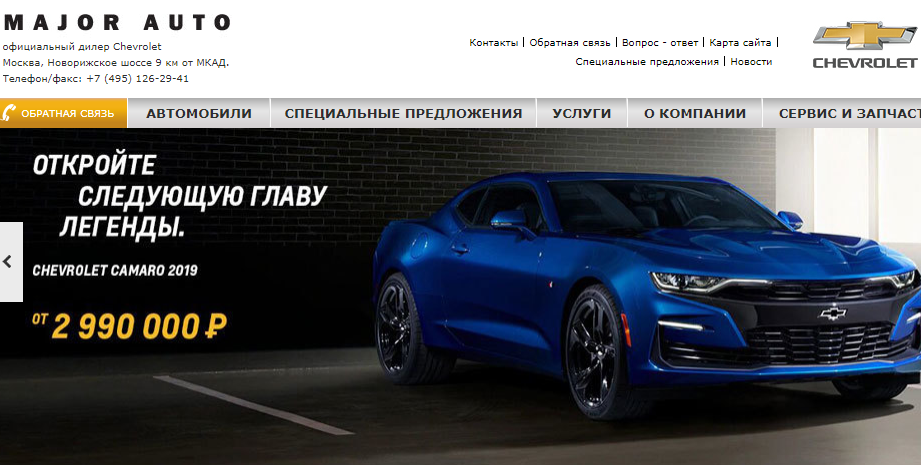 MAJOR AUTO
официальный дилер Chevrolet
Москва, Новорижское шоссе 9 км от МКАД.
Телефон/факс: +7 (495) 126-29-41
Контакты | Обратная связь | Вопрос - ответ | Карта сайта |
Специальные предложения | Новости
CHEVROLET
ОБРАТНАЯ СВЯЗЬ
АВТОМОБИЛИ
СПЕЦИАЛЬНЫЕ ПРЕДЛОЖЕНИЯ
УСЛУГИ
О КОМПАНИИ
СЕРВИС И ЗАПЧАСТ
ОТКРОЙТЕ
СЛЕДУЮЩУЮ ГЛАВУ
ЛЕГЕНДЫ.
CHEVROLET CAMARO 2019
ОТ 2 990 000 ₽